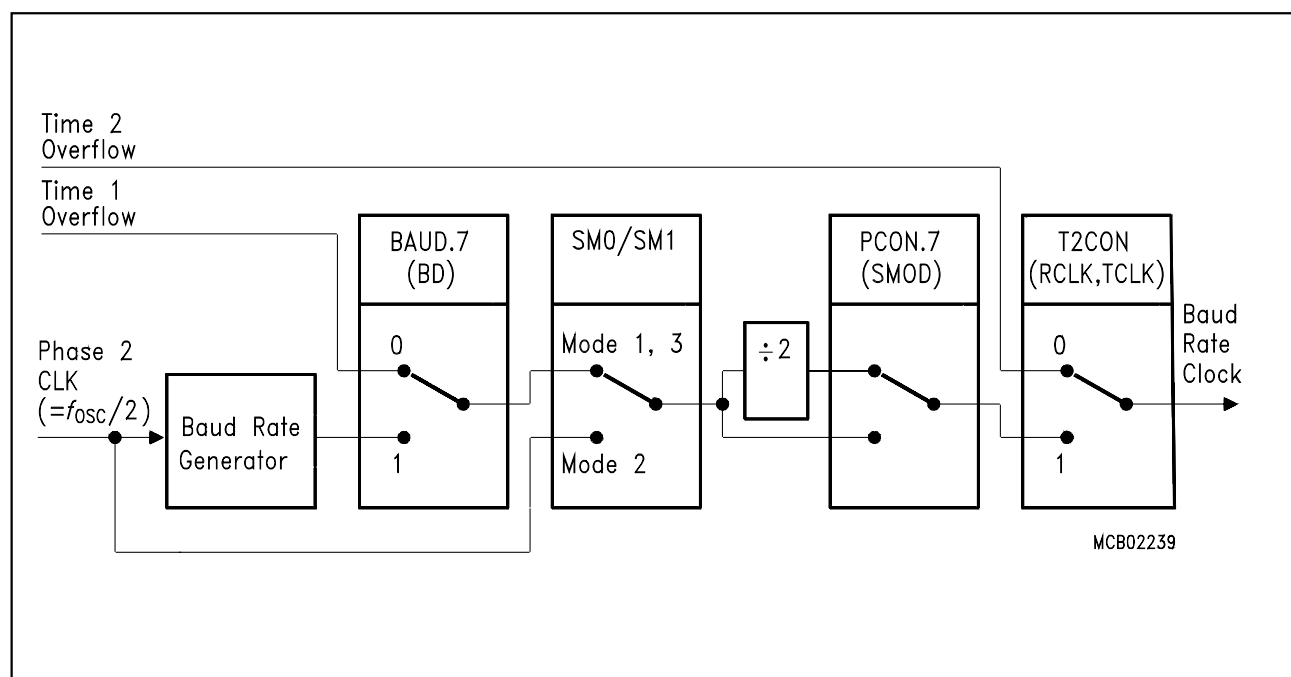 Time 2
Overflow
Time 1
Overflow
BAUD.7
(BD)
SM0/SM1
PCON.7
(SMOD)
T2CON
(RCLK,TCLK)
Phase 2
CLK
(=fOSC/2)
Baud Rate
Generator
0
1
Mode 1, 3
Mode 2
÷2
0
1
Baud
Rate
Clock
MCB02239